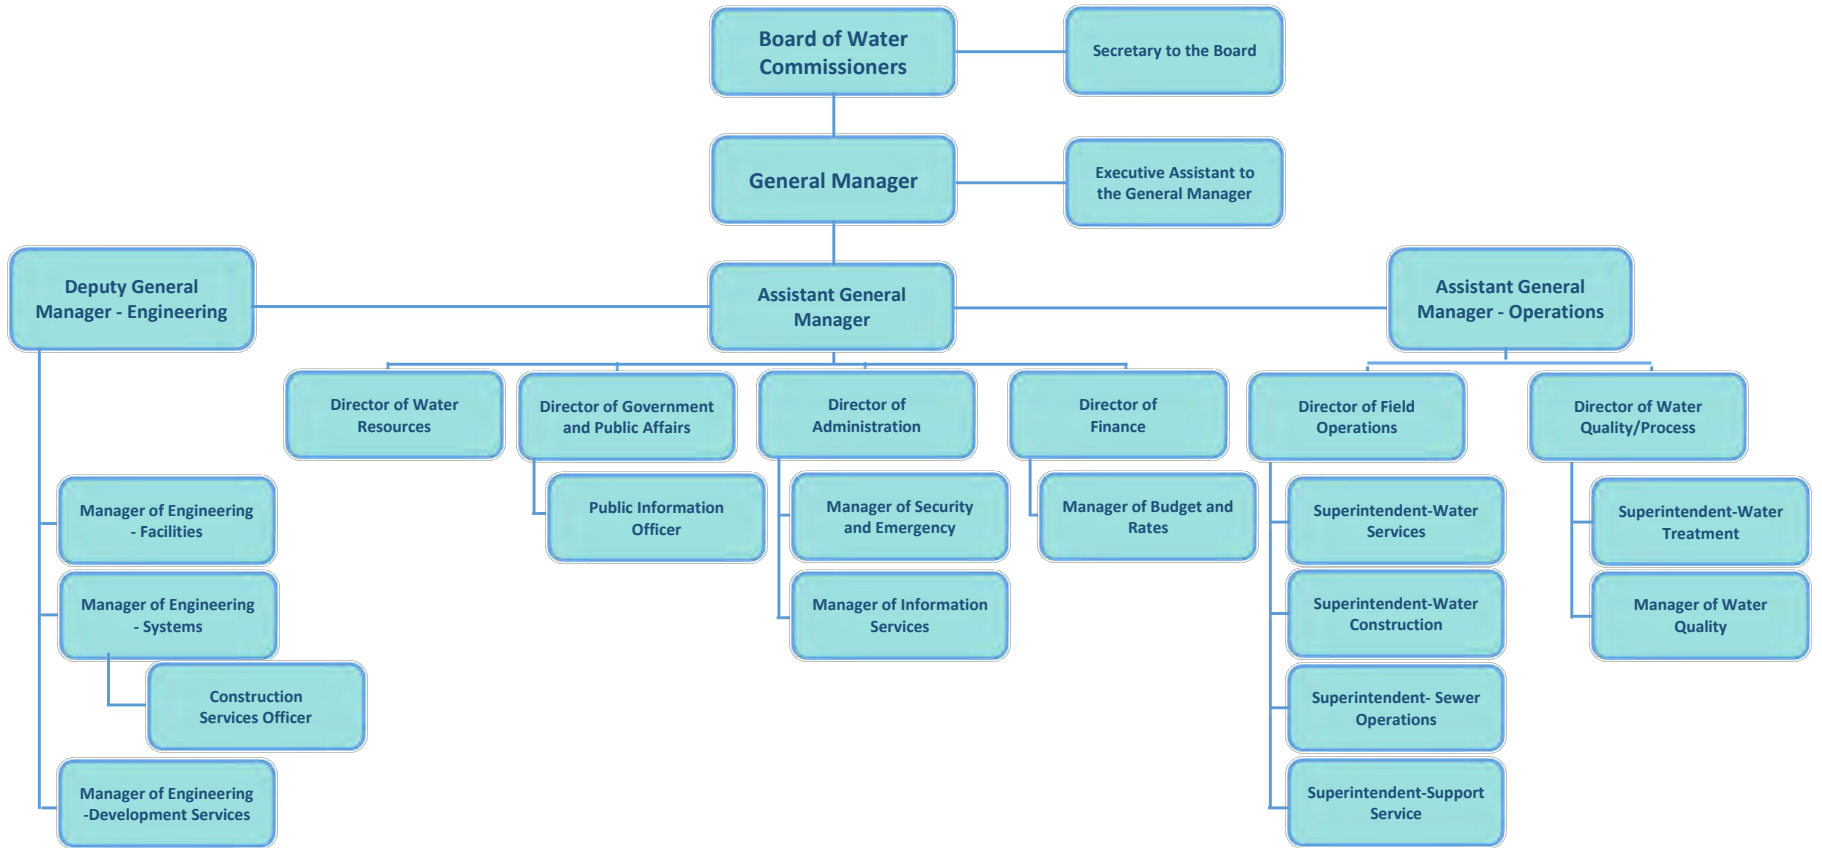 Board of Water
Commissioners
Secretary to the Board
General Manager
Executive Assistant to
the General Manager
Deputy General
Manager - Engineering
Assistant General
Manager
Assistant General
Manager - Operations
Director of Water
Resources
Director of Government
and Public Affairs
Director of
Administration
Director of
Finance
Director of Field
Operations
Director of Water
Quality/Process
Manager of Engineering
- Facilities
Manager of Engineering
- Systems
Construction
Services Officer
Manager of Engineering
-Development Services
Public Information
Officer
Manager of Security
and Emergency
Manager of Information
Services
Manager of Budget and
Rates
Superintendent-Water
Services
Superintendent-Water
Construction
Superintendent- Sewer
Operations
Superintendent-Support
Service
Superintendent-Water
Treatment
Manager of Water
Quality